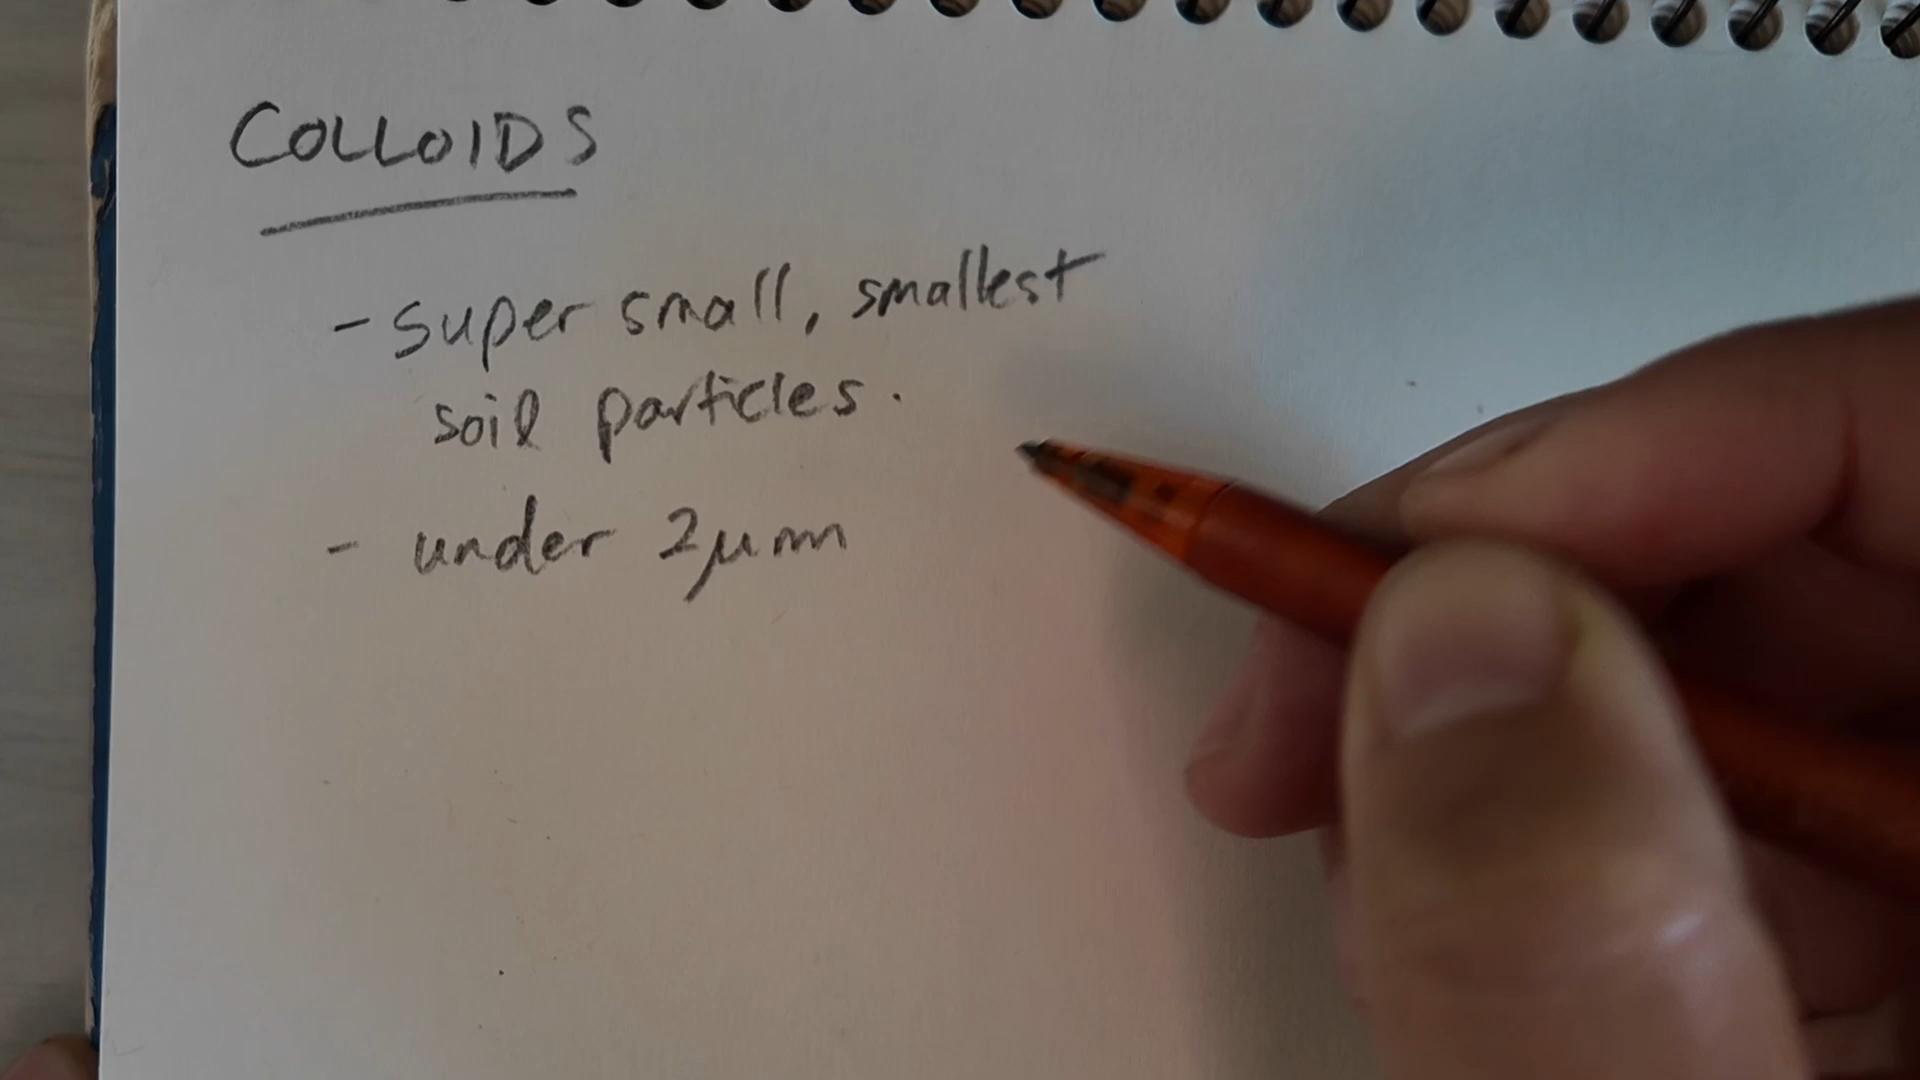 COLLOIDS
- super small, smallest
soil particles.
- under 2μm